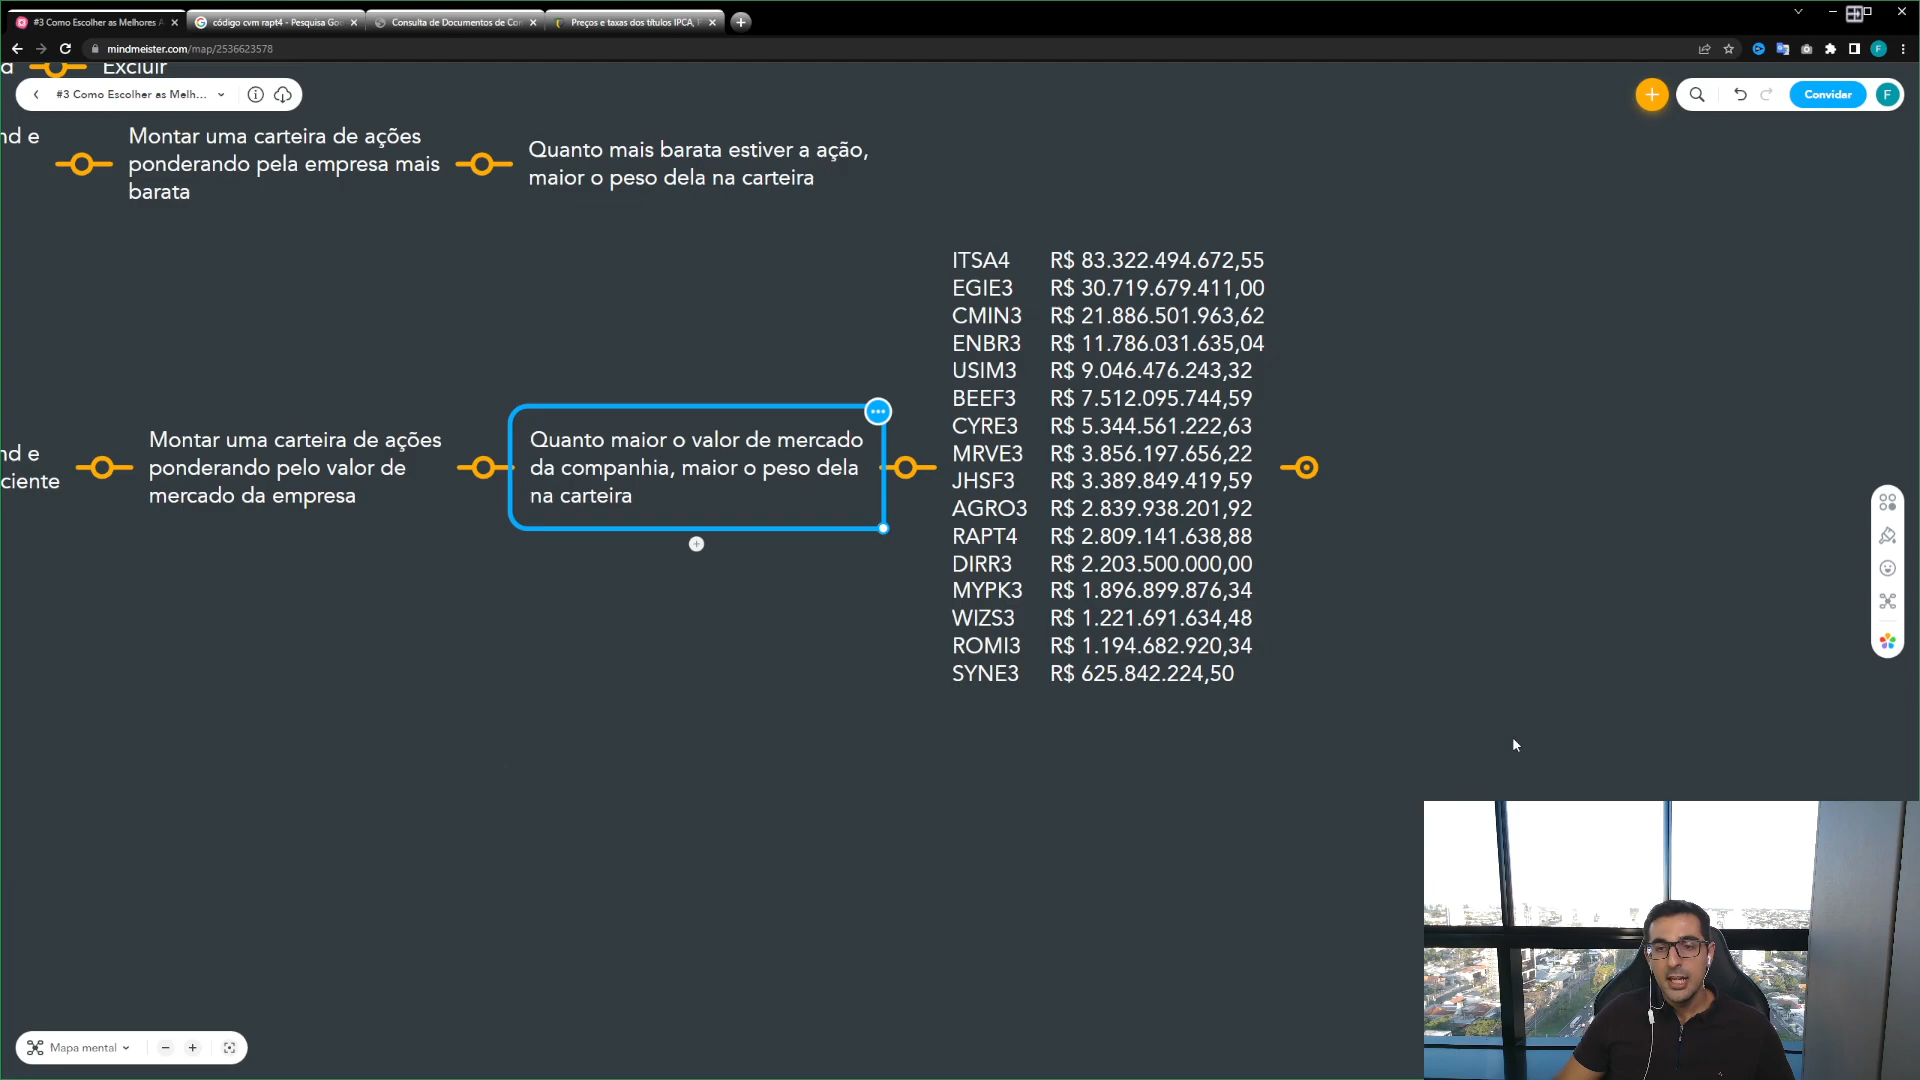 #3 Como Escolher as Melhores A
código cvm rapt4 - Pesquisa Goo
Consulta de Documentos de Com
Preços e taxas dos títulos IPCA, P
mindmeister.com/map/2536623578
F
a
Excluir
#3 Como Escolher as Melh...
Convidar
F
nd e
Montar uma carteira de ações
ponderando pela empresa mais
barata
Quanto mais barata estiver a ação,
maior o peso dela na carteira
nd e
ciente
Montar uma carteira de ações
ponderando pelo valor de
mercado da empresa
Quanto maior o valor de mercado
da companhia, maior o peso dela
na carteira
ITSA4 R$ 83.322.494.672,55
EGIE3 R$ 30.719.679.411,00
CMIN3 R$ 21.886.501.963,62
ENBR3 R$ 11.786.031.635,04
USIM3 R$ 9.046.476.243,32
BEEF3 R$ 7.512.095.744,59
CYRE3 R$ 5.344.561.222,63
MRVE3 R$ 3.856.197.656,22
JHSF3 R$ 3.389.849.419,59
AGRO3 R$ 2.839.938.201,92
RAPT4 R$ 2.809.141.638,88
DIRR3 R$ 2.203.500.000,00
MYPK3 R$ 1.896.899.876,34
WIZS3 R$ 1.221.691.634,48
ROMI3 R$ 1.194.682.920,34
SYNE3 R$ 625.842.224,50
Mapa mental